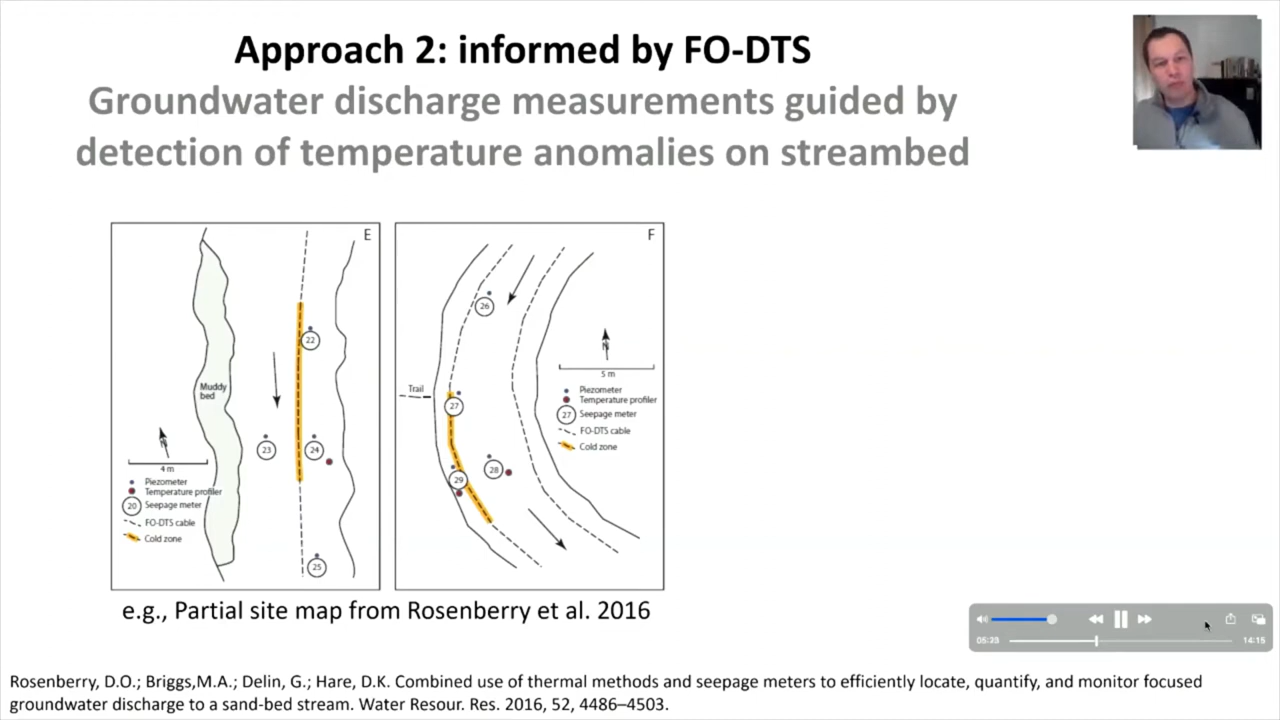 Approach 2: informed by FO-DTS
Groundwater discharge measurements guided by
detection of temperature anomalies on streambed
E
22
Muddy
bed
23
24
N
4 m
Piezometer
Temperature profiler
20 Seepage meter
FO-DTS cable
Cold zone
25
F
26
N
5 m
Trail
27
Piezometer
Temperature profiler
27 Seepage meter
FO-DTS cable
Cold zone
28
29
e.g., Partial site map from Rosenberry et al. 2016
05:23
14:15
Rosenberry, D.O.; Briggs,M.A.; Delin, G.; Hare, D.K. Combined use of thermal methods and seepage meters to efficiently locate, quantify, and monitor focused
groundwater discharge to a sand-bed stream. Water Resour. Res. 2016, 52, 4486–4503.